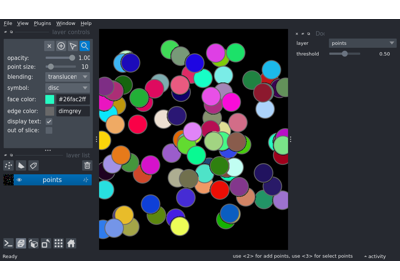 File View Plugins Window Help
layer controls
opacity: 1.00
point size: 10
blending: translucen
symbol: disc
face color: #26fac2ff
edge color: dimgrey
display text:
out of slice:
layer list
points
layer points
threshold 0.50
Ready
use <2> for add points, use <3> for select points
activity